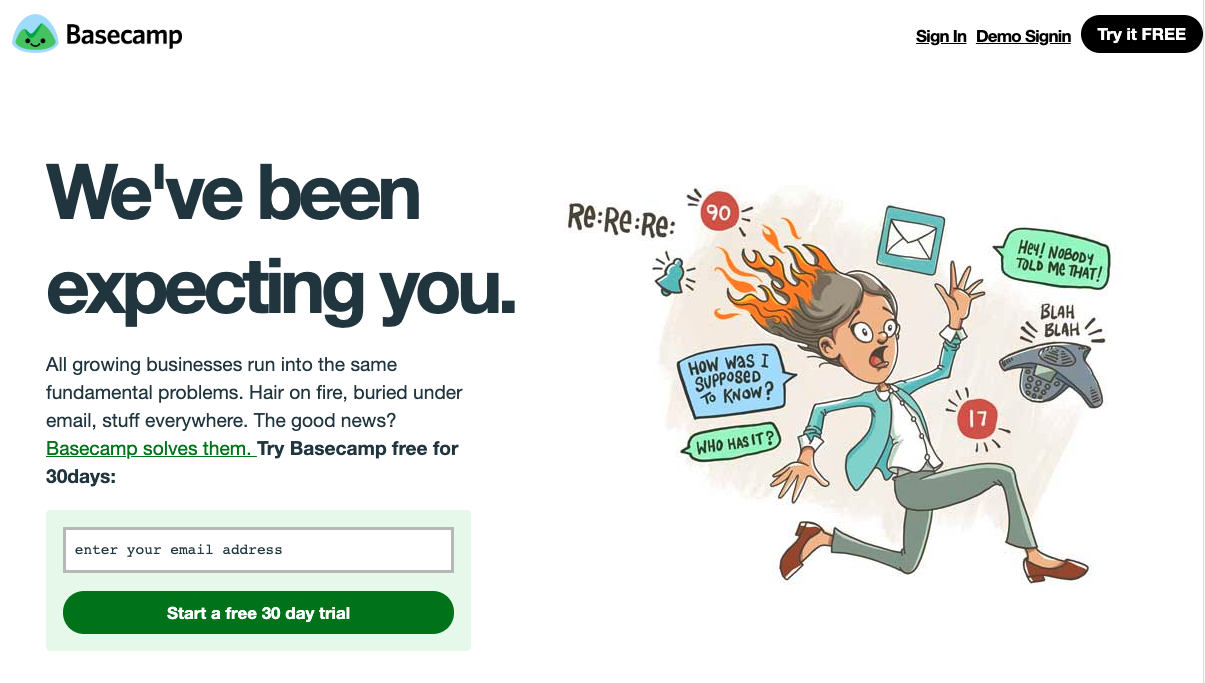 Basecamp
Sign In Demo Signin Try it FREE
We've been
expecting you.
All growing businesses run into the same
fundamental problems. Hair on fire, buried under
email, stuff everywhere. The good news?
Basecamp solves them. Try Basecamp free for
30days:
enter your email address
Start a free 30 day trial
Re:Re:Re:
90
HEY! NOBODY
TOLD ME THAT!
BLAH
BLAH
HOW WAS I
SUPPOSED
TO KNOW?
17
WHO HAS IT?